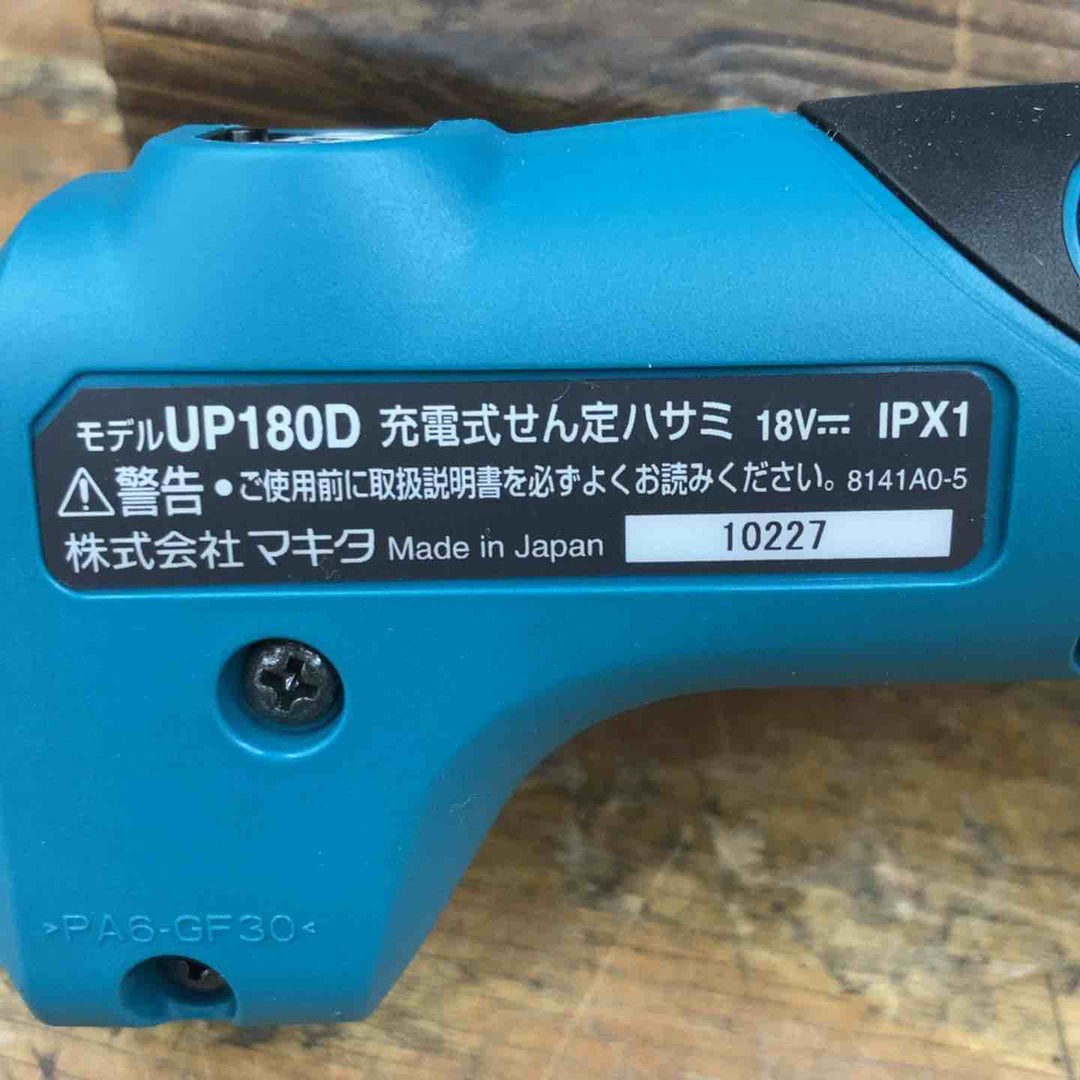 モデルUP180D 充電式せん定ハサミ 18V⎓ IPX1
⚠警告 ●ご使用前に取扱説明書を必ずよくお読みください。 8141A0-5
株式会社マキタ Made in Japan 10227
>PA6-GF30<